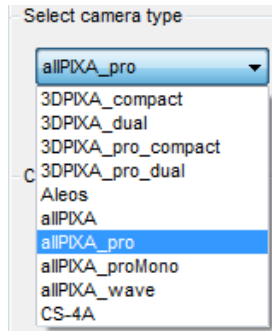 Select camera type
allPIXA_pro
3DPIXA_compact
3DPIXA_dual
3DPIXA_pro_compact
3DPIXA_pro_dual
Aleos
allPIXA
allPIXA_pro
allPIXA_proMono
allPIXA_wave
CS-4A